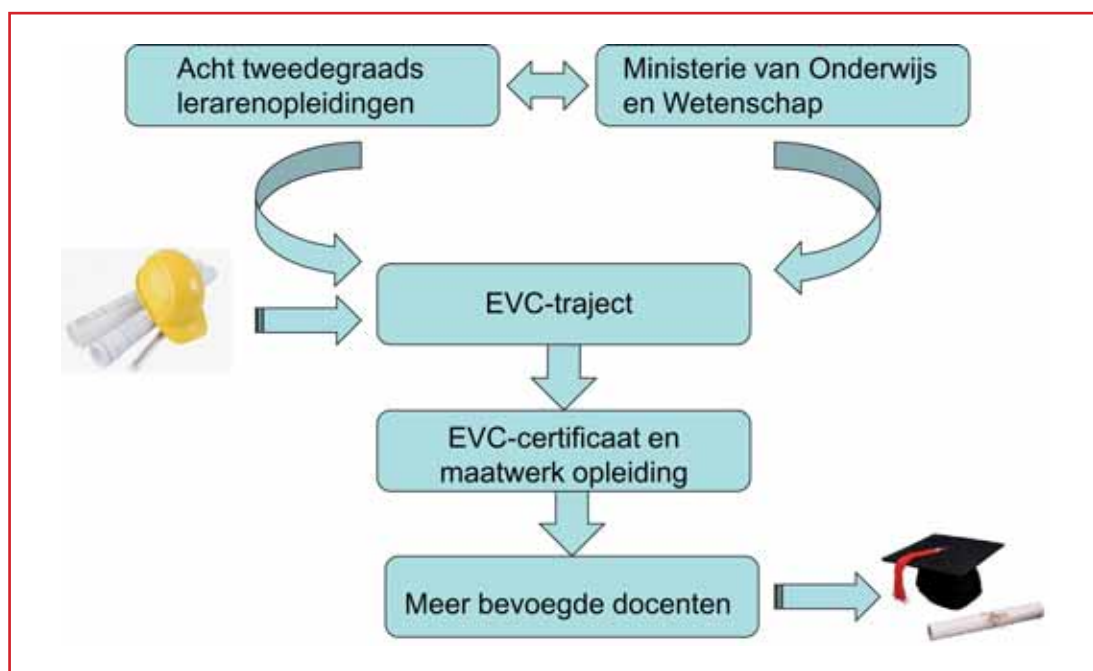 Acht tweedegraads
lerarenopleidingen
Ministerie van Onderwijs
en Wetenschap
EVC-traject
EVC-certificaat en
maatwerk opleiding
Meer bevoegde docenten